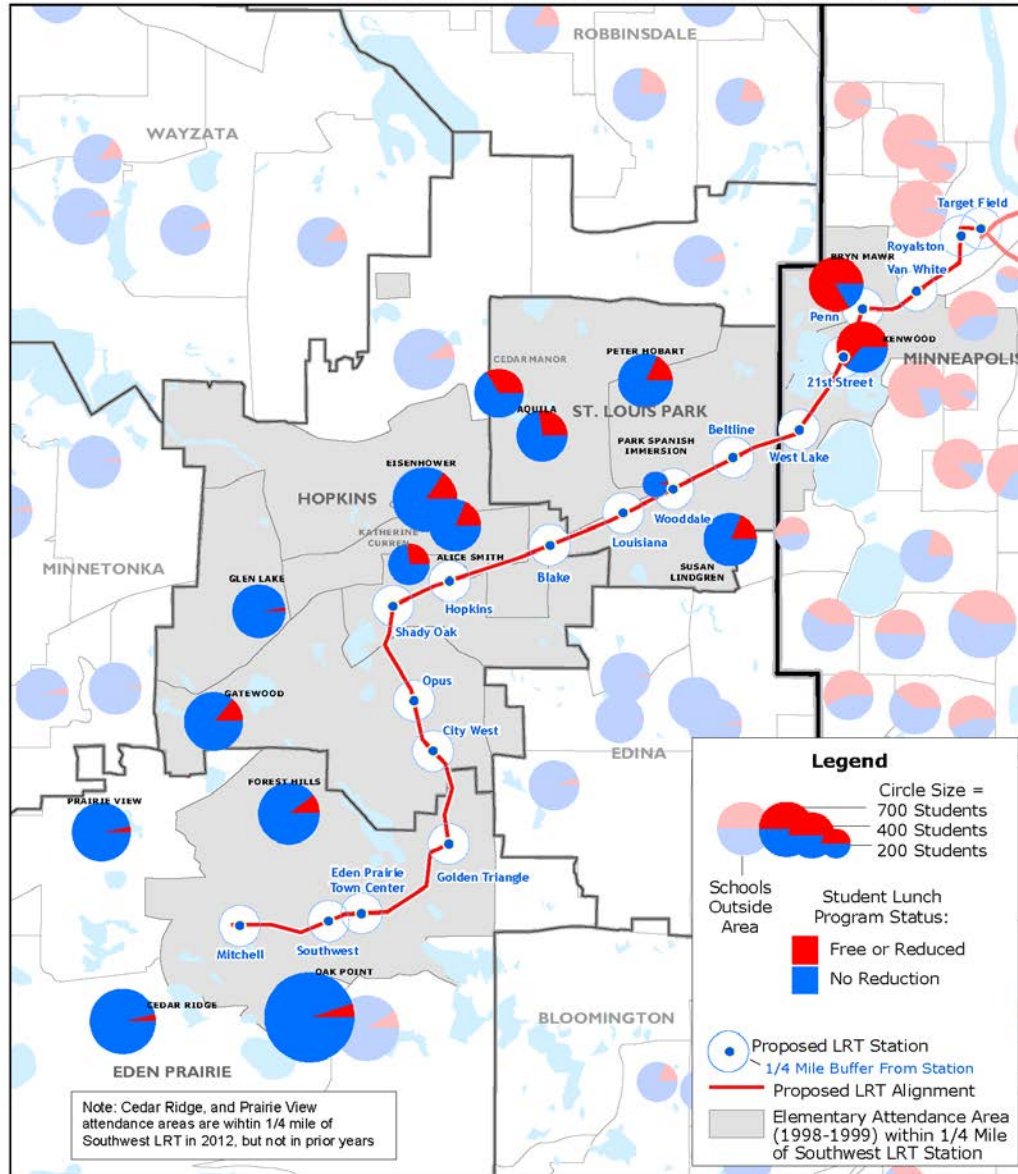 ROBBINSDALE
WAYZATA
Target Field
Royalston
BRYN MAWR
Van White
Penn
KENWOOD
MINNEAPOLIS
21st Street
CEDAR MANOR
PETER HOBART
AQUILA
ST. LOUIS PARK
PARK SPANISH
IMMERSION
Beltline
West Lake
EISENHOWER
HOPKINS
Wooddale
KATHERINE
CURREN
Louisiana
ALICE SMITH
MINNETONKA
GLEN LAKE
Blake
SUSAN
LINDGREN
Hopkins
Shady Oak
Opus
GATEWOOD
City West
EDINA
FOREST HILLS
PRAIRIE VIEW
Golden Triangle
Eden Prairie
Town Center
Mitchell
Southwest
OAK POINT
CEDAR RIDGE
BLOOMINGTON
EDEN PRAIRIE
Note: Cedar Ridge, and Prairie View
attendance areas are wihtin 1/4 mile of
Southwest LRT in 2012, but not in prior years
Legend
Circle Size =
700 Students
400 Students
200 Students
Schools
Outside
Area
Student Lunch
Program Status:
Free or Reduced
No Reduction
Proposed LRT Station
1/4 Mile Buffer From Station
Proposed LRT Alignment
Elementary Attendance Area
(1998-1999) within 1/4 Mile
of Southwest LRT Station